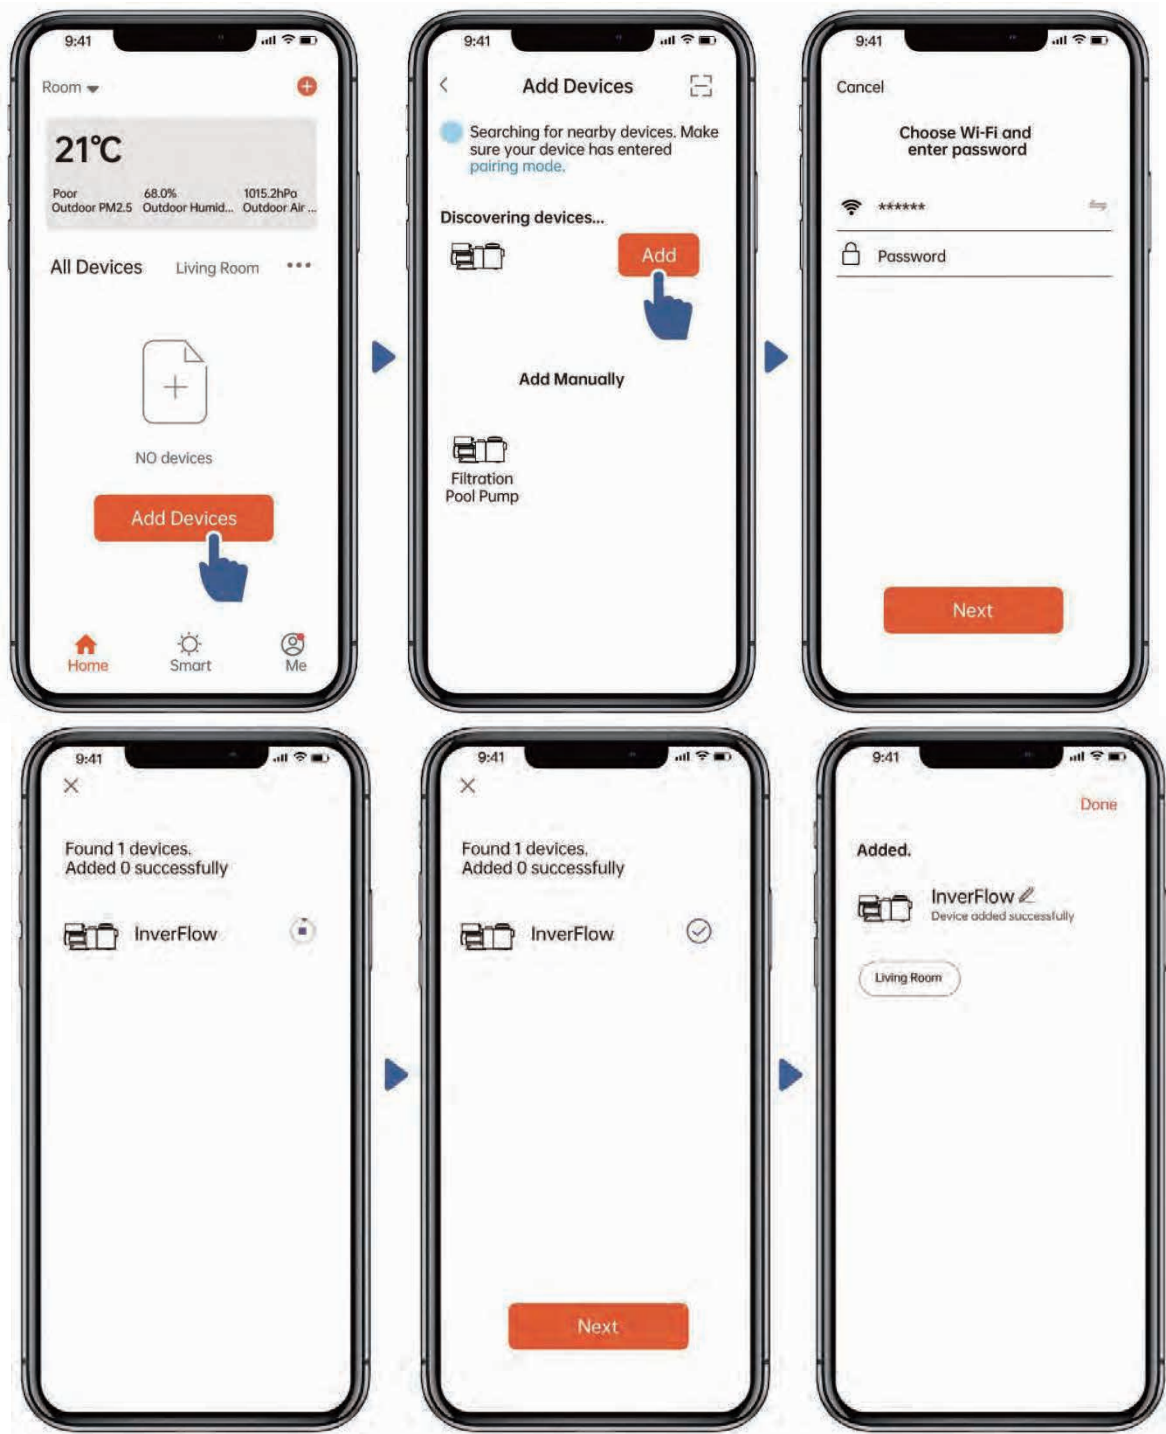 9:41
Room
21℃
Poor 68.0% 1015.2hPa
Outdoor PM2.5 Outdoor Humid... Outdoor Air ...
All Devices Living Room
NO devices
Add Devices
Home Smart Me
9:41
Add Devices
Searching for nearby devices. Make
sure your device has entered
pairing mode.
Discovering devices...
Add
Add Manually
Filtration
Pool Pump
9:41
Cancel
Choose Wi-Fi and
enter password
******
Password
Next
9:41
Found 1 devices.
Added 0 successfully
InverFlow
9:41
Found 1 devices.
Added 0 successfully
InverFlow
Next
9:41
Done
Added.
InverFlow
Device added successfully
Living Room